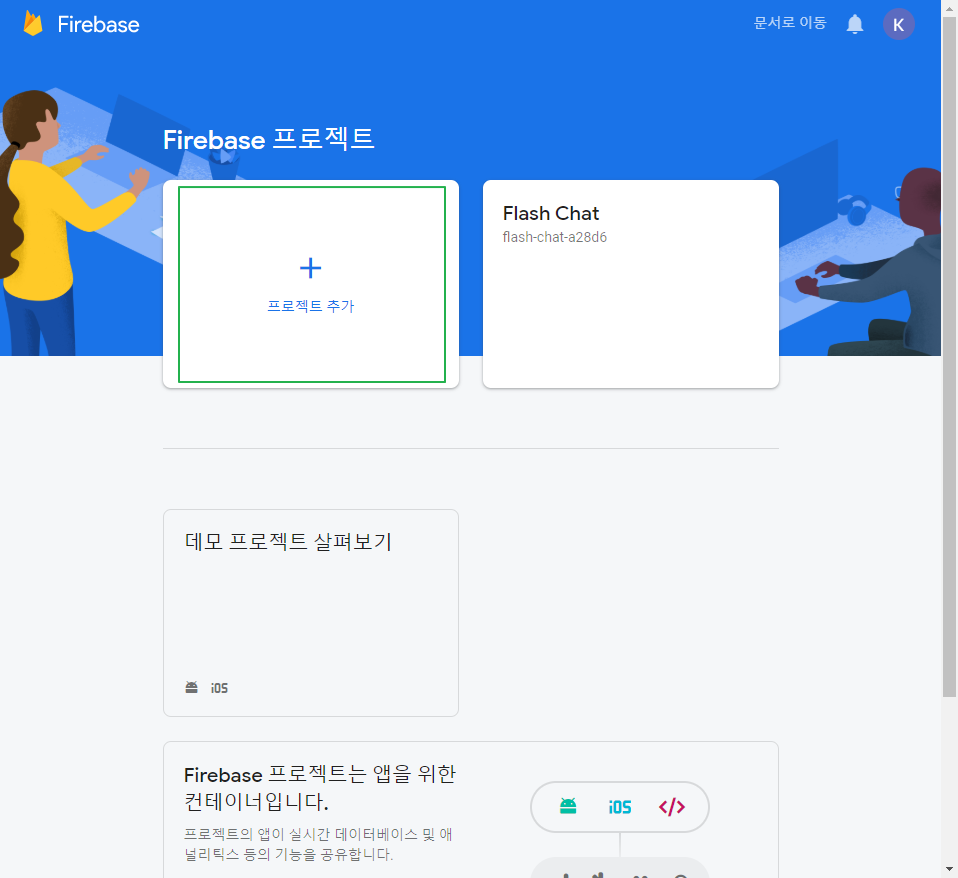 Firebase
문서로 이동
K
Firebase 프로젝트
프로젝트 추가
Flash Chat
flash-chat-a28d6
데모 프로젝트 살펴보기
iOS
Firebase 프로젝트는 앱을 위한
컨테이너입니다.
프로젝트의 앱이 실시간 데이터베이스 및 애
널리틱스 등의 기능을 공유합니다.
iOS </>